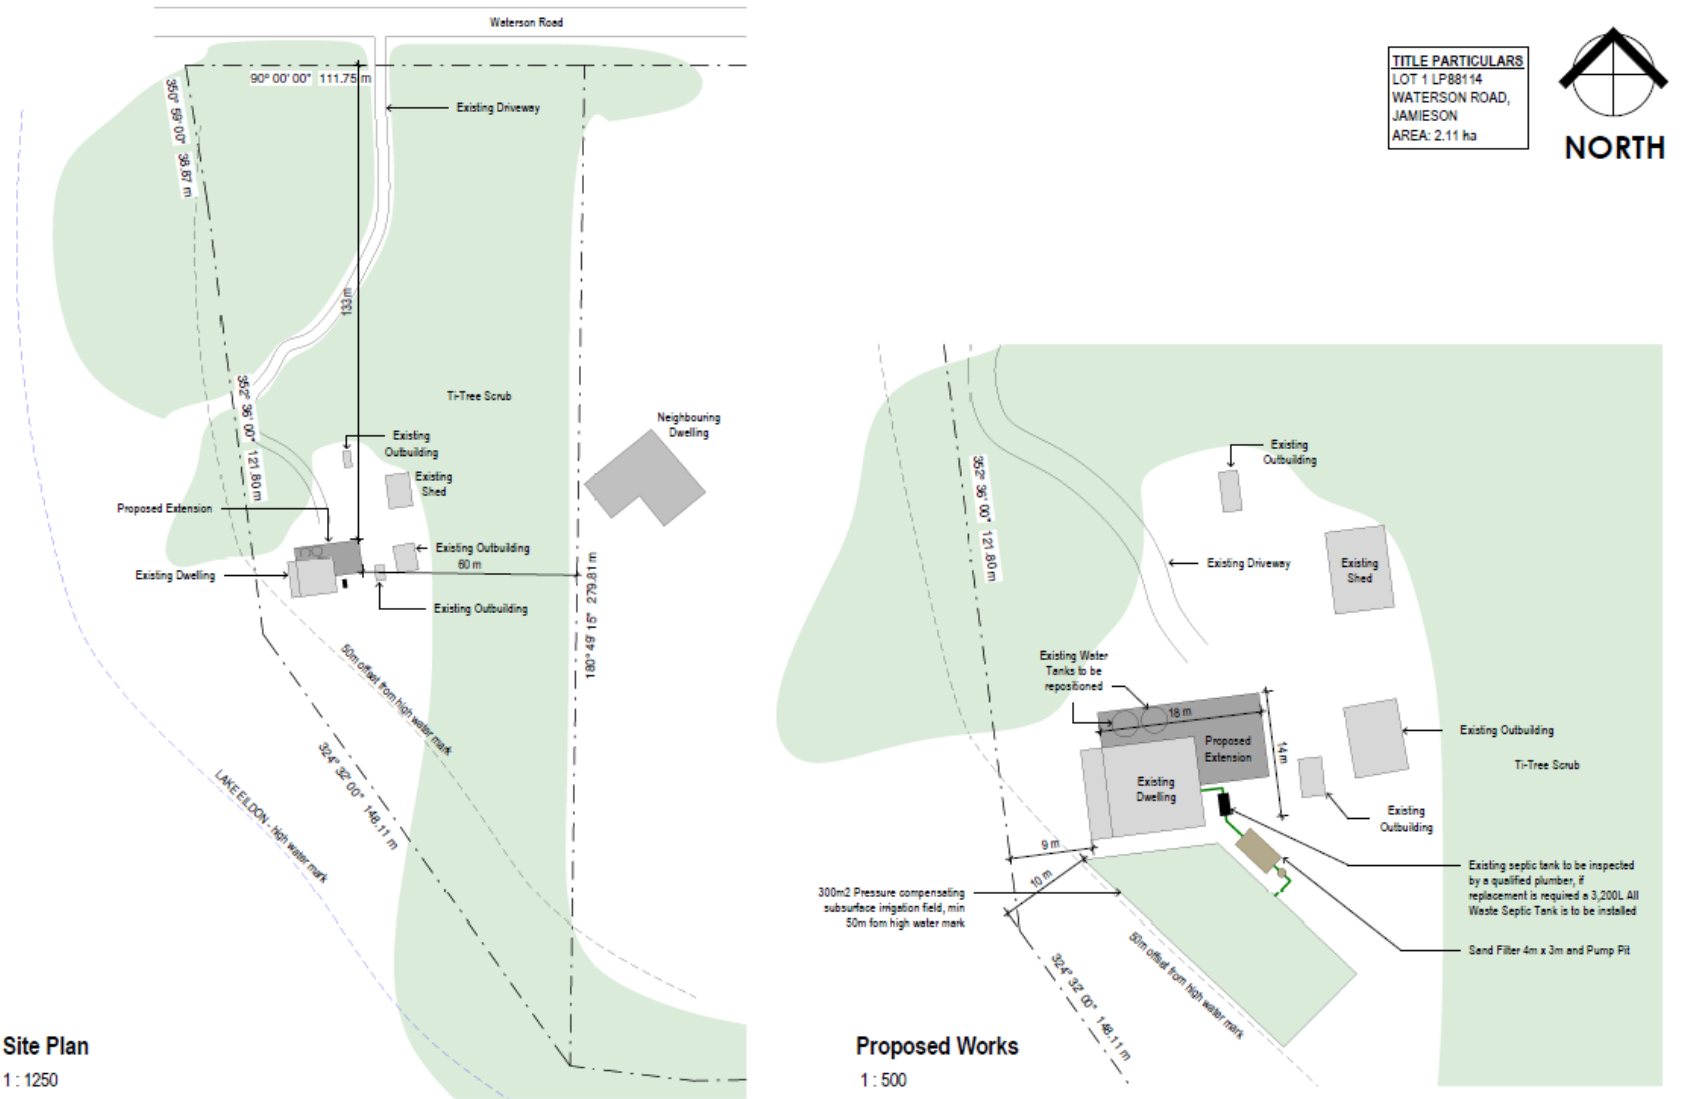 Waterson Road
90° 00' 00"  111.75 m
350° 59' 00"  38.87 m
Existing Driveway
133m
352° 36' 00"  121.80 m
Ti-Tree Scrub
Neighbouring
Dwelling
Existing
Outbuilding
Existing
Shed
Proposed Extension
Existing Outbuilding
60 m
Existing Dwelling
Existing Outbuilding
180° 49' 15"  279.81 m
50m offset from high water mark
324° 32' 00"  148.11 m
LAKE EILDON - high water mark
Site Plan
1 : 1250
TITLE PARTICULARS
LOT 1 LP88114
WATERSON ROAD,
JAMIESON
AREA: 2.11 ha
NORTH
352° 36' 00"  121.80 m
Existing
Outbuilding
Existing Driveway
Existing
Shed
Existing Water
Tanks to be
repositioned
18 m
Proposed
Extension
14m
Existing
Dwelling
Existing Outbuilding
Ti-Tree Scrub
Existing
Outbuilding
9 m
10 m
300m2 Pressure compensating
subsurface irrigation field, min
50m fom high water mark
Existing septic tank to be inspected
by a qualified plumber, if
replacement is required a 3,200L All
Waste Septic Tank is to be installed
Sand Filter 4m x 3m and Pump Pit
50m offset from high water mark
324° 32' 00"  148.11 m
Proposed Works
1 : 500